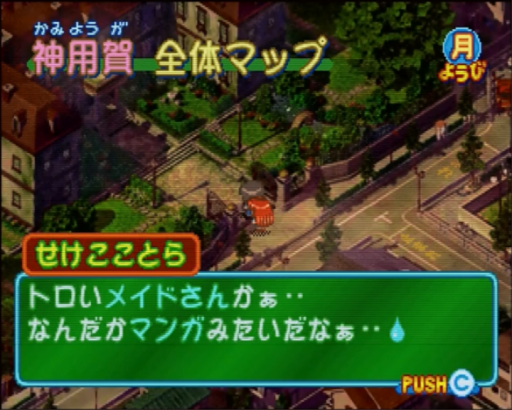 かみようが
神用賀 全体マップ
月
ようび
せけここことら
トロいメイドさんかぁ‥
なんだかマンガみたいだなぁ‥
PUSH C